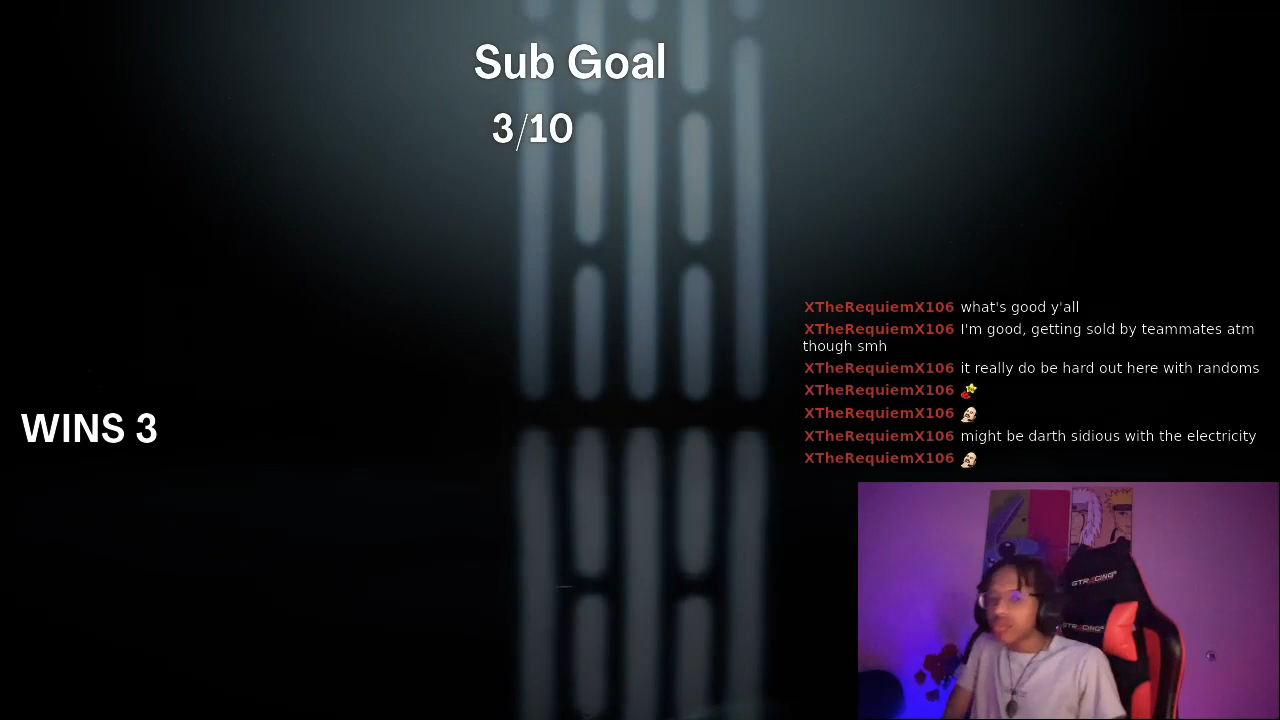 Sub Goal
3/10
WINS 3
XTheRequiemX106 what's good y'all
XTheRequiemX106 I'm good, getting sold by teammates atm
though smh
XTheRequiemX106 it really do be hard out here with randoms
XTheRequiemX106
XTheRequiemX106
XTheRequiemX106 might be darth sidious with the electricity
XTheRequiemX106
GTRACING
GTRACING